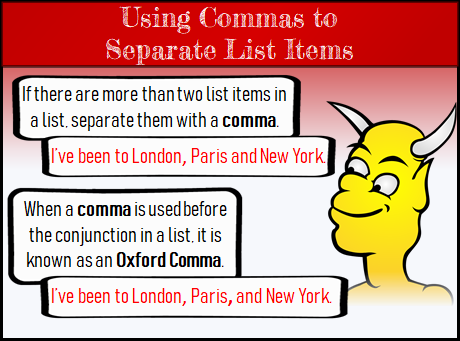 Using Commas to
Separate List Items
If there are more than two list items in
a list, separate them with a comma.
I've been to London, Paris and New York.
When a comma is used before
the conjunction in a list, it is
known as an Oxford Comma.
I've been to London, Paris, and New York.